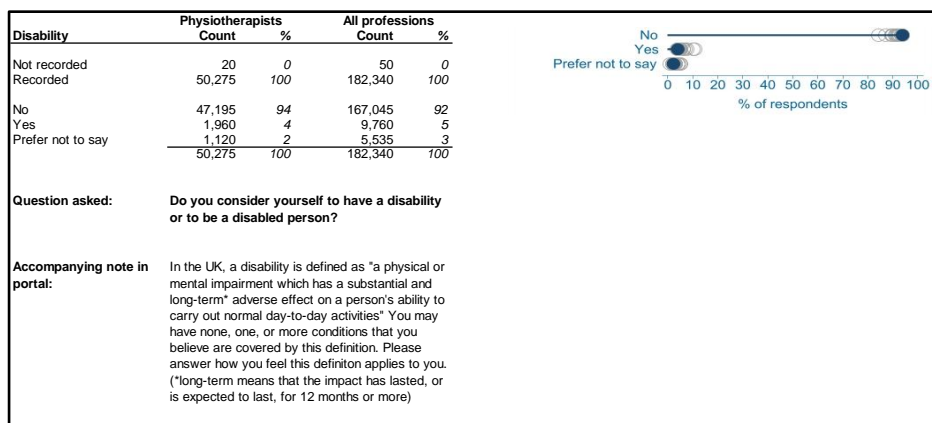 Physiotherapists All professions
Disability Count % Count %
Not recorded 20 0 50 0
Recorded 50,275 100 182,340 100
No 47,195 94 167,045 92
Yes 1,960 4 9,760 5
Prefer not to say 1,120 2 5,535 3
50,275 100 182,340 100
Question asked: Do you consider yourself to have a disability
or to be a disabled person?
Accompanying note in In the UK, a disability is defined as "a physical or
portal: mental impairment which has a substantial and
long-term* adverse effect on a person's ability to
carry out normal day-to-day activities" You may
have none, one, or more conditions that you
believe are covered by this definition. Please
answer how you feel this definiton applies to you.
(*long-term means that the impact has lasted, or
is expected to last, for 12 months or more)
No
Yes
Prefer not to say
0 10 20 30 40 50 60 70 80 90 100
% of respondents